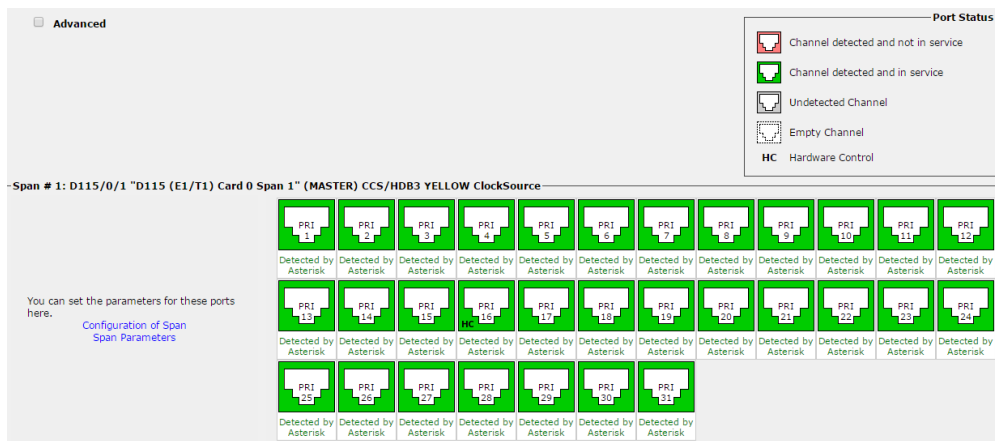 Advanced
Port Status
Channel detected and not in service
Channel detected and in service
Undetected Channel
Empty Channel
HC Hardware Control
Span # 1: D115/0/1 "D115 (E1/T1) Card 0 Span 1" (MASTER) CCS/HDB3 YELLOW ClockSource
You can set the parameters for these ports
here.
Configuration of Span
Span Parameters
PRI PRI PRI PRI PRI PRI PRI PRI PRI PRI PRI PRI
1 2 3 4 5 6 7 8 9 10 11 12
Detected by Detected by Detected by Detected by Detected by Detected by Detected by Detected by Detected by Detected by Detected by Detected by
Asterisk Asterisk Asterisk Asterisk Asterisk Asterisk Asterisk Asterisk Asterisk Asterisk Asterisk Asterisk
PRI PRI PRI PRI PRI PRI PRI PRI PRI PRI PRI PRI
13 14 15 16 17 18 19 20 21 22 23 24
HC
Detected by Detected by Detected by Detected by Detected by Detected by Detected by Detected by Detected by Detected by Detected by Detected by
Asterisk Asterisk Asterisk Asterisk Asterisk Asterisk Asterisk Asterisk Asterisk Asterisk Asterisk Asterisk
PRI PRI PRI PRI PRI PRI PRI
25 26 27 28 29 30 31
Detected by Detected by Detected by Detected by Detected by Detected by Detected by
Asterisk Asterisk Asterisk Asterisk Asterisk Asterisk Asterisk